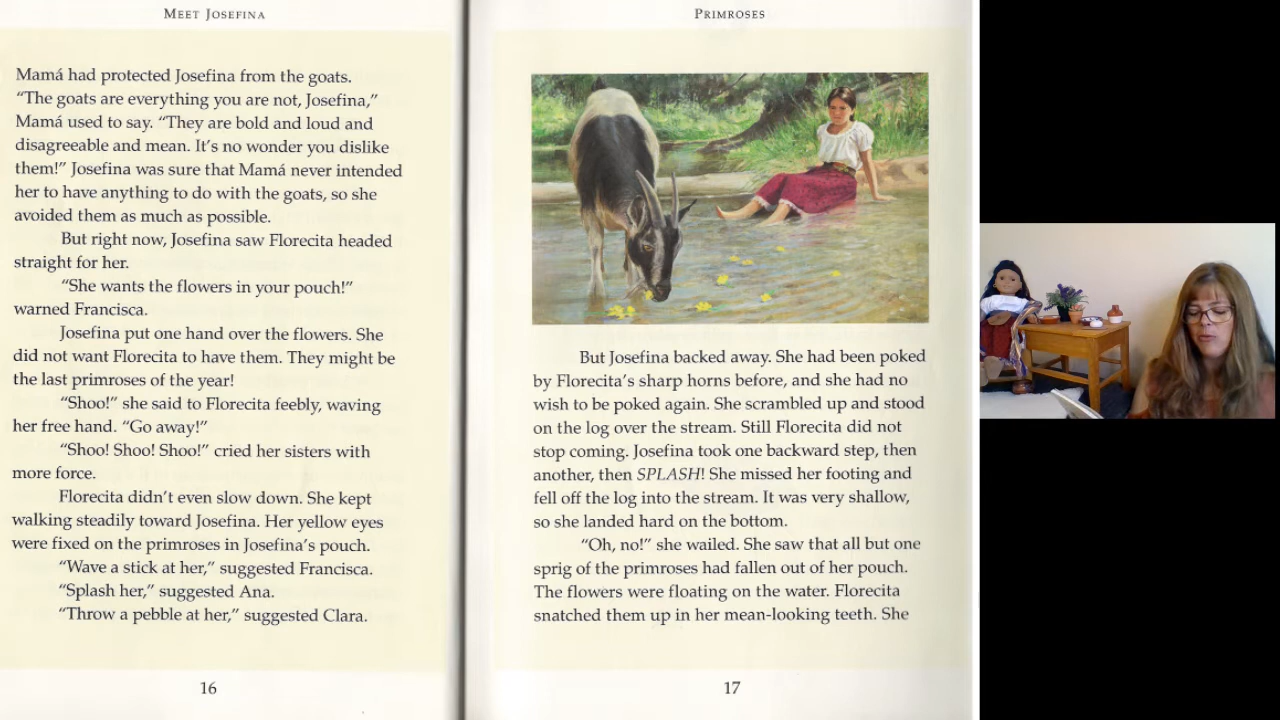 MEET JOSEFINA
Mamá had protected Josefina from the goats.
“The goats are everything you are not, Josefina,”
Mamá used to say. “They are bold and loud and
disagreeable and mean. It’s no wonder you dislike
them!” Josefina was sure that Mamá never intended
her to have anything to do with the goats, so she
avoided them as much as possible.
But right now, Josefina saw Florecita headed
straight for her.
“She wants the flowers in your pouch!”
warned Francisca.
Josefina put one hand over the flowers. She
did not want Florecita to have them. They might be
the last primroses of the year!
“Shoo!” she said to Florecita feebly, waving
her free hand. “Go away!”
“Shoo! Shoo! Shoo!” cried her sisters with
more force.
Florecita didn’t even slow down. She kept
walking steadily toward Josefina. Her yellow eyes
were fixed on the primroses in Josefina’s pouch.
“Wave a stick at her,” suggested Francisca.
“Splash her,” suggested Ana.
“Throw a pebble at her,” suggested Clara.
16
PRIMROSES
But Josefina backed away. She had been poked
by Florecita’s sharp horns before, and she had no
wish to be poked again. She scrambled up and stood
on the log over the stream. Still Florecita did not
stop coming. Josefina took one backward step, then
another, then SPLASH! She missed her footing and
fell off the log into the stream. It was very shallow,
so she landed hard on the bottom.
“Oh, no!” she wailed. She saw that all but one
sprig of the primroses had fallen out of her pouch.
The flowers were floating on the water. Florecita
snatched them up in her mean-looking teeth. She
17